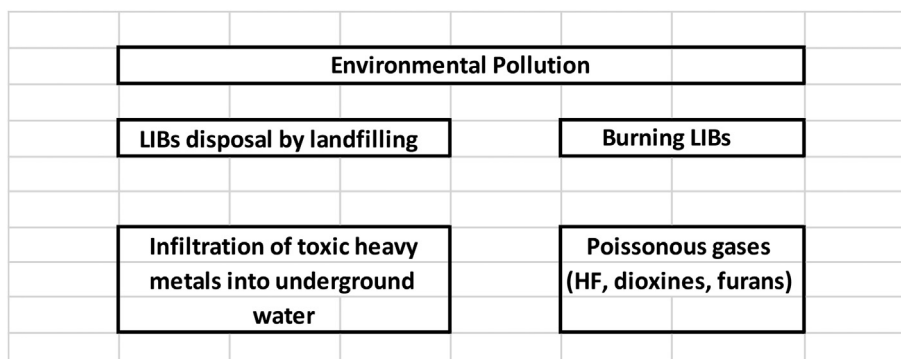 Environmental Pollution
LIBs disposal by landfilling
Burning LIBs
Infiltration of toxic heavy
metals into underground
water
Poissonous gases
(HF, dioxines, furans)